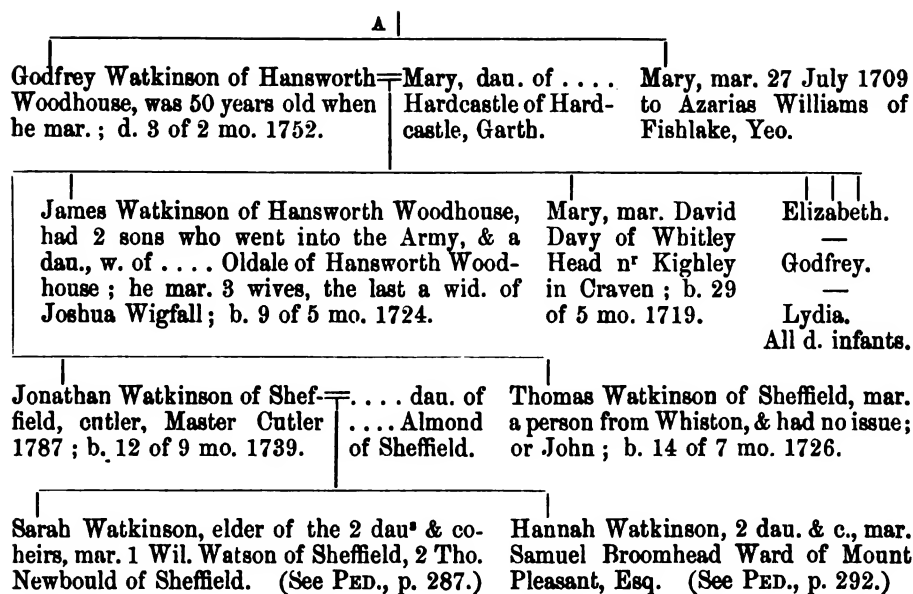 A
Godfrey Watkinson of Hansworth
Woodhouse, was 50 years old when
he mar. ; d. 3 of 2 mo. 1752.
Mary, dau. of . . . .
Hardcastle of Hard-
castle, Garth.
Mary, mar. 27 July 1709
to Azarias Williams of
Fishlake, Yeo.
James Watkinson of Hansworth Woodhouse,
had 2 sons who went into the Army, & a
dau., w. of . . . . Oldale of Hansworth Wood-
house ; he mar. 3 wives, the last a wid. of
Joshua Wigfall ; b. 9 of 5 mo. 1724.
Mary, mar. David
Davy of Whitley
Head nʳ Kighley
in Craven ; b. 29
of 5 mo. 1719.
Elizabeth.
—
Godfrey.
—
Lydia.
All d. infants.
Jonathan Watkinson of Shef-
field, cutler, Master Cutler
1787 ; b. 12 of 9 mo. 1739.
. . . . dau. of
. . . . Almond
of Sheffield.
Thomas Watkinson of Sheffield, mar.
a person from Whiston, & had no issue ;
or John ; b. 14 of 7 mo. 1726.
Sarah Watkinson, elder of the 2 dauˢ & co-
heirs, mar. 1 Wil. Watson of Sheffield, 2 Tho.
Newbould of Sheffield. (See PED., p. 287.)
Hannah Watkinson, 2 dau. & c., mar.
Samuel Broomhead Ward of Mount
Pleasant, Esq. (See PED., p. 292.)